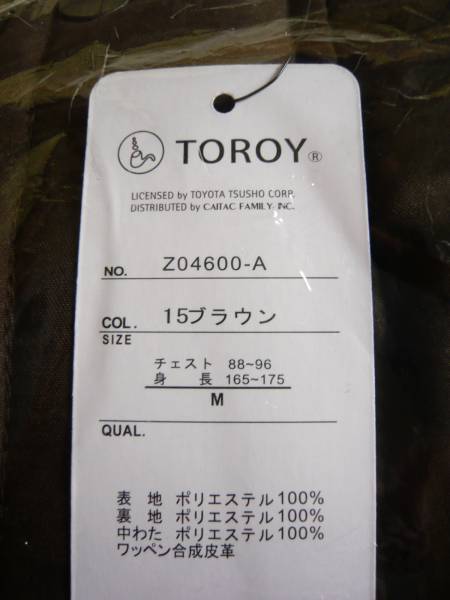 TOROY®
LICENSED by TOYOTA TSUSHO CORP.
DISTRIBUTED by CAITAC FAMILY. INC.
NO. Z04600-A
COL. 15ブラウン
SIZE
チェスト 88~96
身 長 165~175
M
QUAL.
表 地 ポリエステル100%
裏 地 ポリエステル100%
中わた ポリエステル100%
ワッペン合成皮革